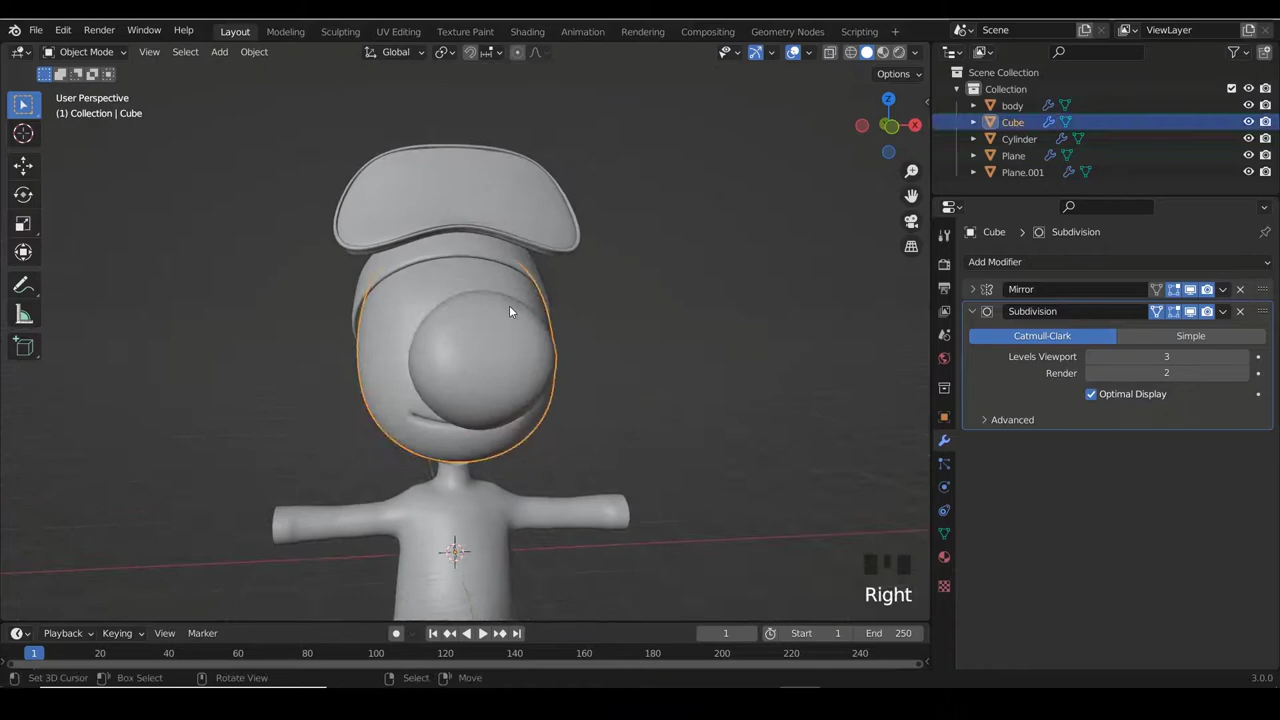 File Edit Render Window Help Layout Modeling Sculpting UV Editing Texture Paint Shading Animation Rendering Compositing Geometry Nodes Scripting + Scene ViewLayer
Object Mode View Select Add Object Global
Options
User Perspective
(1) Collection | Cube
Z
X
Scene Collection
Collection
body
Cube
Cylinder
Plane
Plane.001
Cube > Subdivision
Add Modifier
Mirror
Subdivision
Catmull-Clark Simple
Levels Viewport 3
Render 2
Optimal Display
Advanced
Right
Playback Keying View Marker 1 Start 1 End 250
1 20 40 60 80 100 120 140 160 180 200 220 240
Set 3D Cursor Box Select Rotate View Select Move 3.0.0